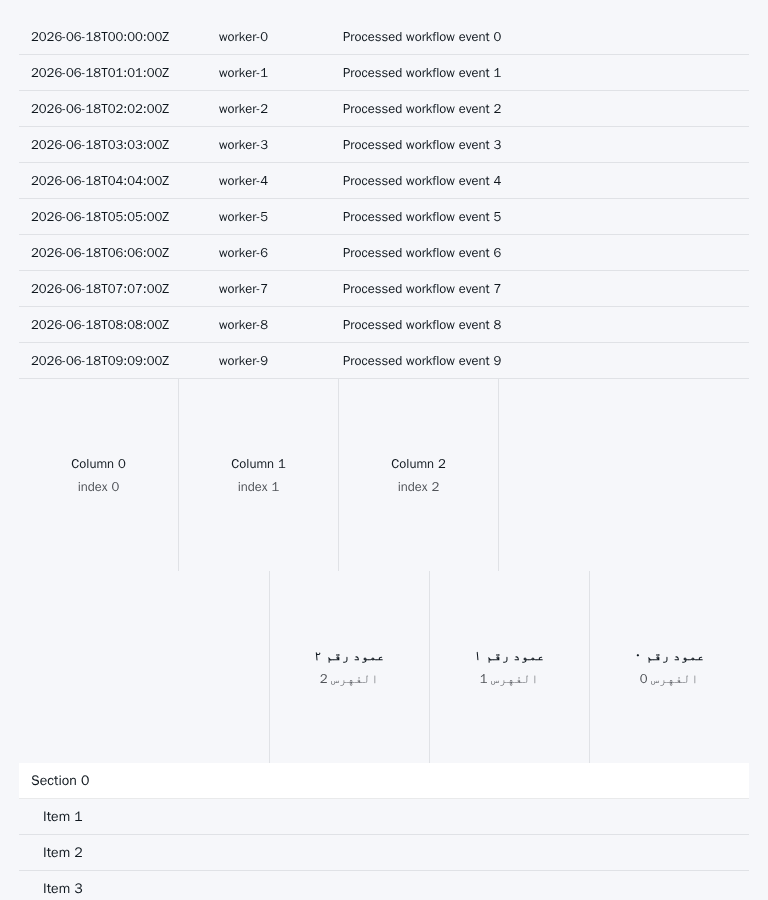 2026-06-18T00:00:00Z worker-0 Processed workflow event 0
2026-06-18T01:01:00Z worker-1 Processed workflow event 1
2026-06-18T02:02:00Z worker-2 Processed workflow event 2
2026-06-18T03:03:00Z worker-3 Processed workflow event 3
2026-06-18T04:04:00Z worker-4 Processed workflow event 4
2026-06-18T05:05:00Z worker-5 Processed workflow event 5
2026-06-18T06:06:00Z worker-6 Processed workflow event 6
2026-06-18T07:07:00Z worker-7 Processed workflow event 7
2026-06-18T08:08:00Z worker-8 Processed workflow event 8
2026-06-18T09:09:00Z worker-9 Processed workflow event 9
Column 0 Column 1 Column 2
index 0 index 1 index 2
عمود رقم ٠ عمود رقم ١ عمود رقم ٢
الفهرس 0 الفهرس 1 الفهرس 2
Section 0
Item 1
Item 2
Item 3